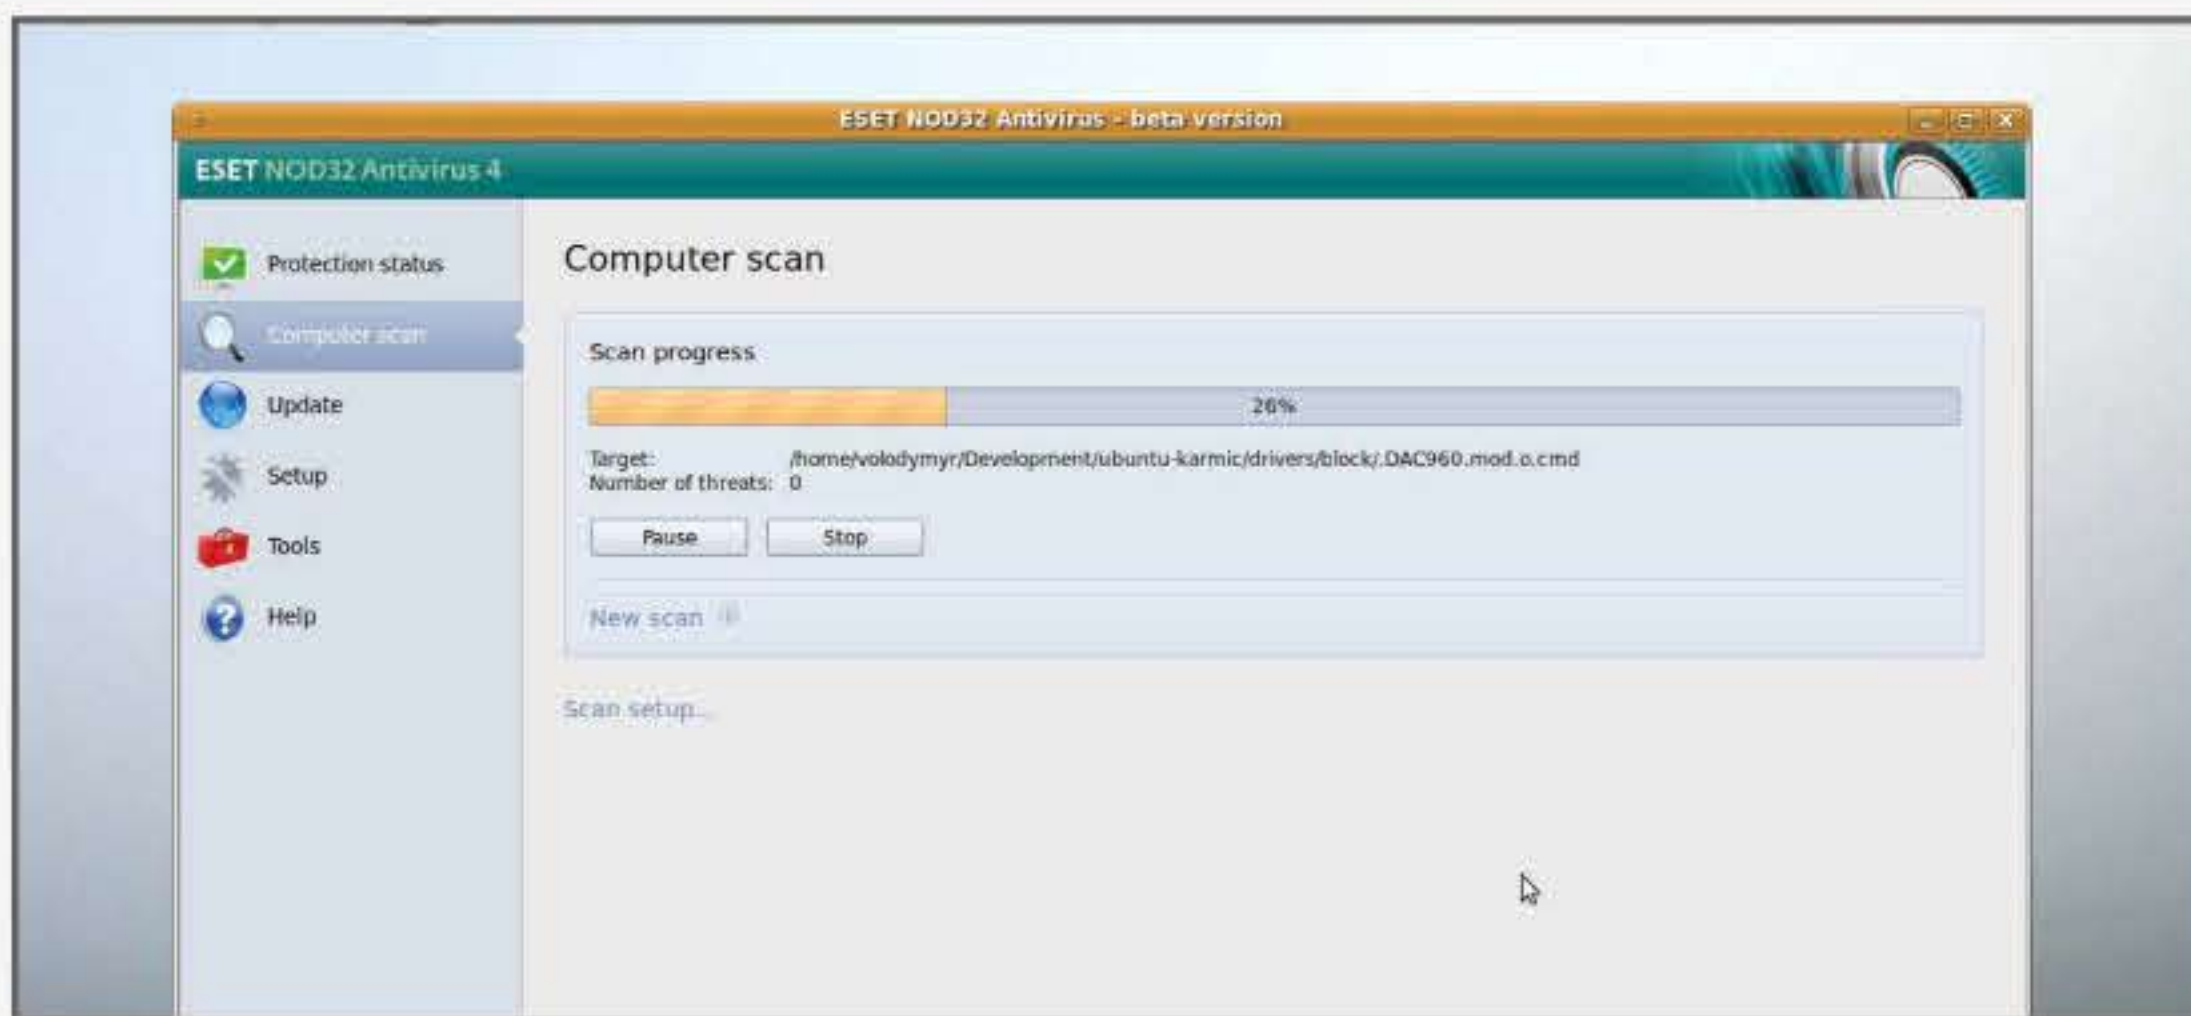 ESET NOD32 Antivirus - beta version
ESET NOD32 Antivirus 4
Protection status
Computer scan
Update
Setup
Tools
Help
Computer scan
Scan progress
26%
Target: /home/volodymyr/Development/ubuntu-karmic/drivers/block/.DAC960.mod.o.cmd
Number of threats: 0
Pause Stop
New scan
Scan setup...